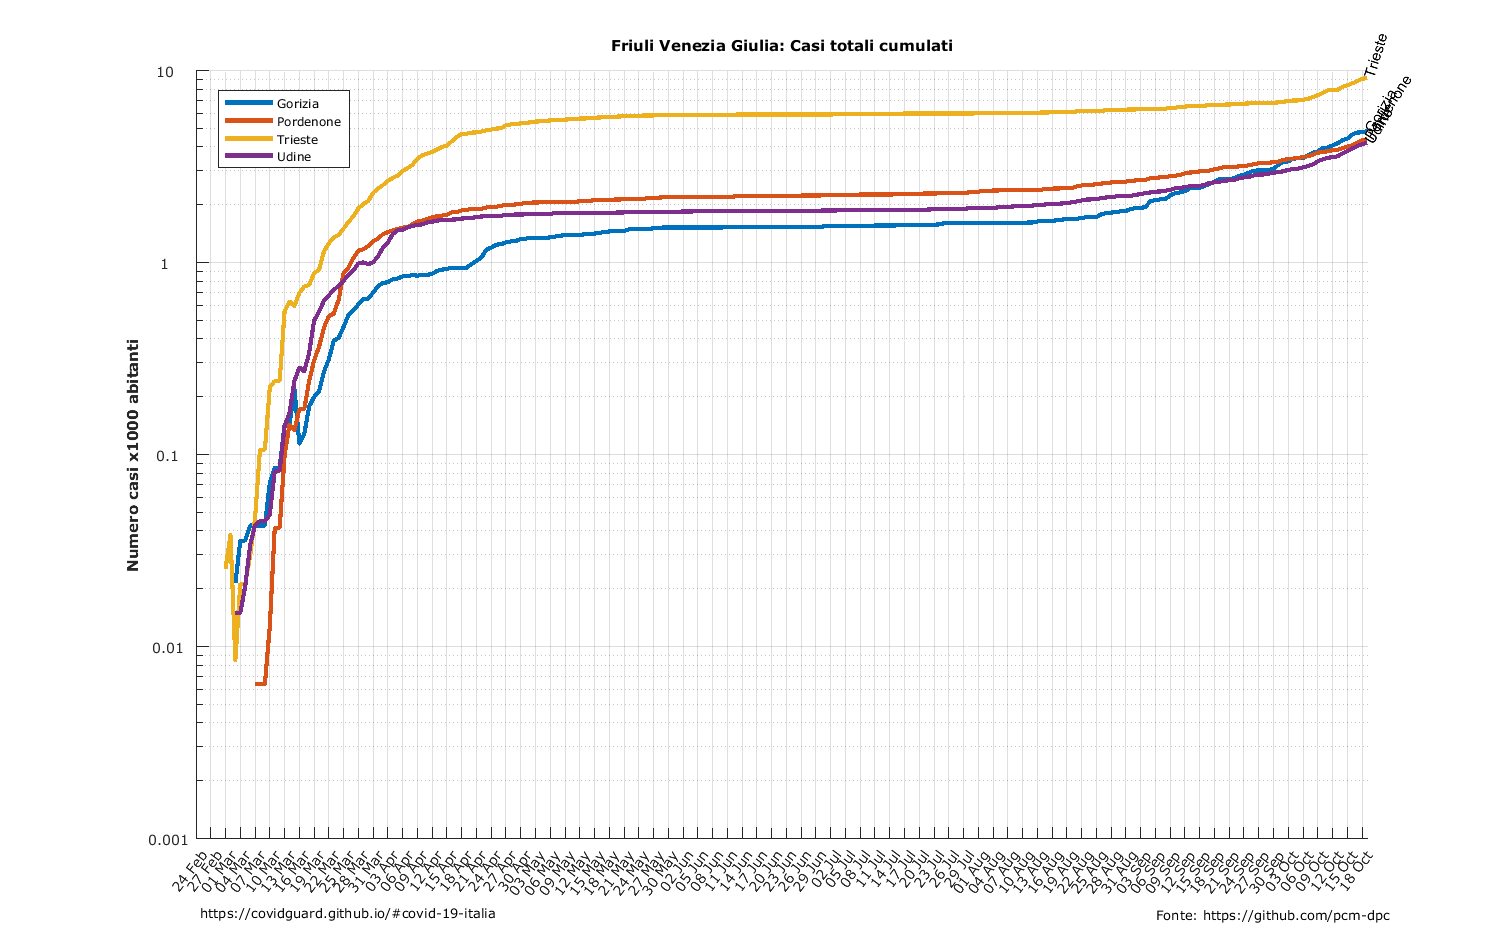 Friuli Venezia Giulia: Casi totali cumulati
Numero casi x1000 abitanti
10
1
0.1
0.01
0.001
Gorizia
Pordenone
Trieste
Udine
Trieste
Gorizia
Pordenone
Udine
24 Feb
27 Feb
01 Mar
04 Mar
07 Mar
10 Mar
13 Mar
16 Mar
19 Mar
22 Mar
25 Mar
28 Mar
31 Mar
03 Apr
06 Apr
09 Apr
12 Apr
15 Apr
18 Apr
21 Apr
24 Apr
27 Apr
30 Apr
03 May
06 May
09 May
12 May
15 May
18 May
21 May
24 May
27 May
30 May
02 Jun
05 Jun
08 Jun
11 Jun
14 Jun
17 Jun
20 Jun
23 Jun
26 Jun
29 Jun
02 Jul
05 Jul
08 Jul
11 Jul
14 Jul
17 Jul
20 Jul
23 Jul
26 Jul
29 Jul
01 Aug
04 Aug
07 Aug
10 Aug
13 Aug
16 Aug
19 Aug
22 Aug
25 Aug
28 Aug
31 Aug
03 Sep
06 Sep
09 Sep
12 Sep
15 Sep
18 Sep
21 Sep
24 Sep
27 Sep
30 Sep
03 Oct
06 Oct
09 Oct
12 Oct
15 Oct
18 Oct
https://covidguard.github.io/#covid-19-italia
Fonte: https://github.com/pcm-dpc